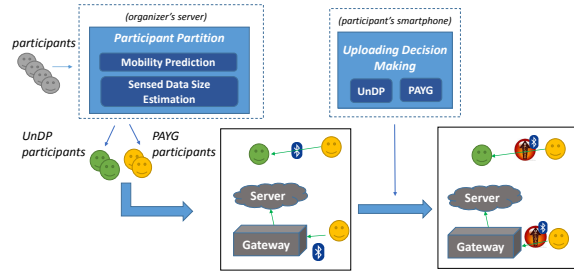 (organizer's server)
(participant's smartphone)
participants
Participant Partition
Mobility Prediction
Sensed Data Size
Estimation
Uploading Decision
Making
UnDP
PAYG
UnDP
participants
PAYG
participants
Server
Gateway
Server
Gateway